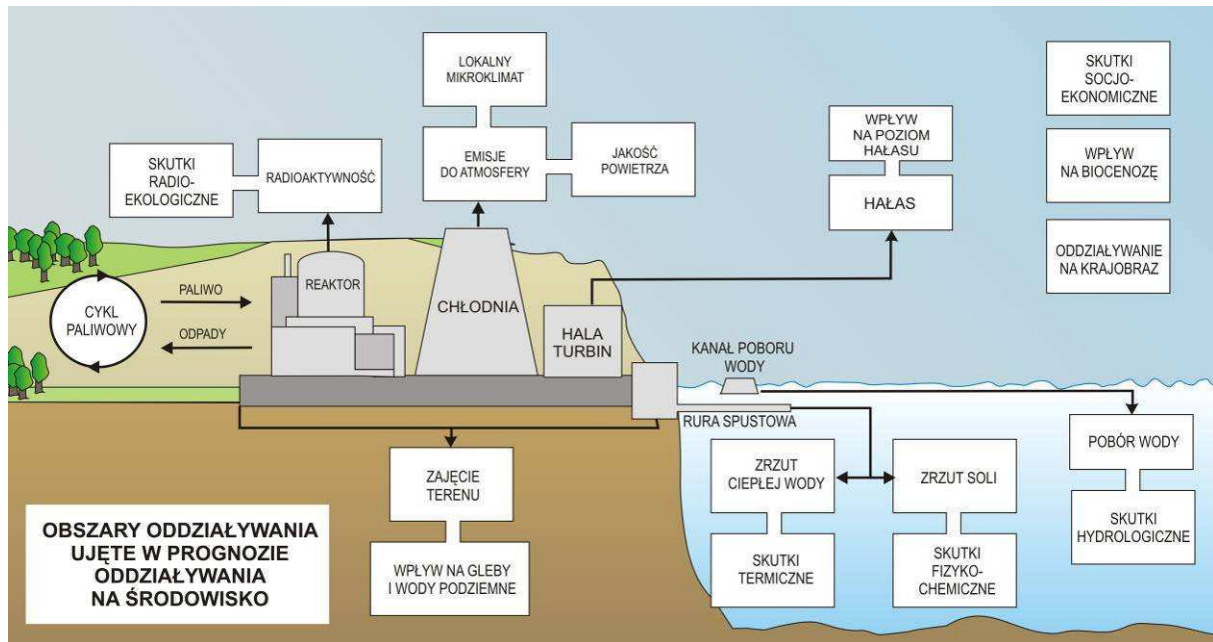 LOKALNY
MIKROKLIMAT
SKUTKI
SOCJO-
EKONOMICZNE
WPŁYW
NA POZIOM
HAŁASU
SKUTKI
RADIO-
EKOLOGICZNE
RADIOAKTYWNOŚĆ
EMISJE
DO ATMOSFERY
JAKOŚĆ
POWIETRZA
WPŁYW
NA BIOCENOZĘ
HAŁAS
ODDZIAŁYWANIE
NA KRAJOBRAZ
CYKL
PALIWOWY
PALIWO
ODPADY
REAKTOR
CHŁODNIA
HALA
TURBIN
KANAŁ POBORU
WODY
RURA SPUSTOWA
ZAJĘCIE
TERENU
ZRZUT
CIEPŁEJ WODY
ZRZUT SOLI
POBÓR WODY
OBSZARY ODDZIAŁYWANIA
UJĘTE W PROGNOZIE
ODDZIAŁYWANIA
NA ŚRODOWISKO
WPŁYW NA GLEBY
I WODY PODZIEMNE
SKUTKI
TERMICZNE
SKUTKI
FIZYKO-
CHEMICZNE
SKUTKI
HYDROLOGICZNE